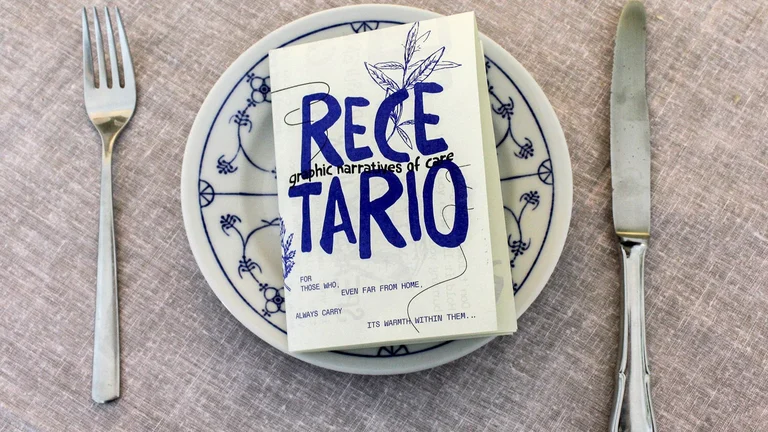 RECE
graphic narratives of care
TARIO
FOR
THOSE WHO,
EVEN FAR FROM HOME,
ALWAYS CARRY
ITS WARMTH WITHIN THEM...